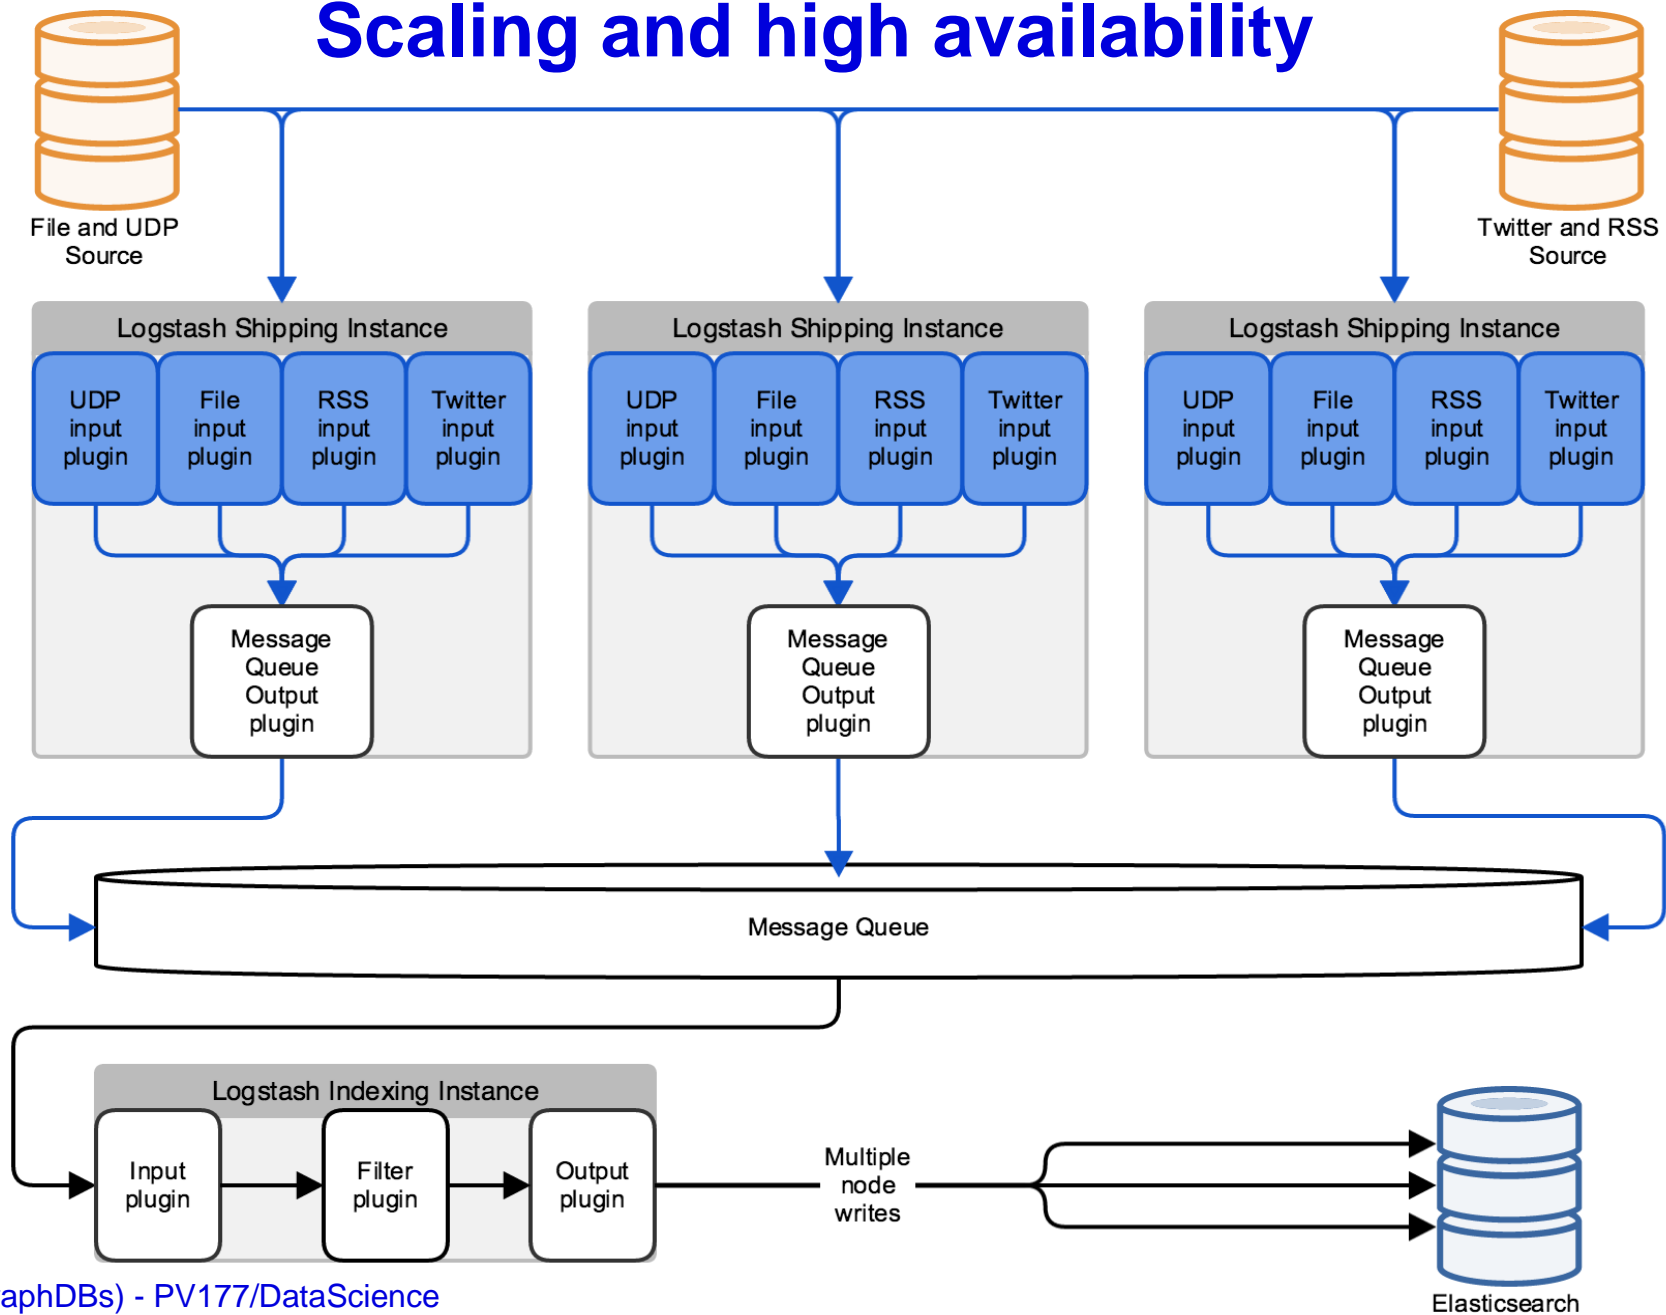 Scaling and high availability
File and UDP
Source
Twitter and RSS
Source
Logstash Shipping Instance
UDP
input
plugin
File
input
plugin
RSS
input
plugin
Twitter
input
plugin
Message
Queue
Output
plugin
Logstash Shipping Instance
UDP
input
plugin
File
input
plugin
RSS
input
plugin
Twitter
input
plugin
Message
Queue
Output
plugin
Logstash Shipping Instance
UDP
input
plugin
File
input
plugin
RSS
input
plugin
Twitter
input
plugin
Message
Queue
Output
plugin
Message Queue
Logstash Indexing Instance
Input
plugin
Filter
plugin
Output
plugin
Multiple
node
writes
Elasticsearch
aphDBs) - PV177/DataScience